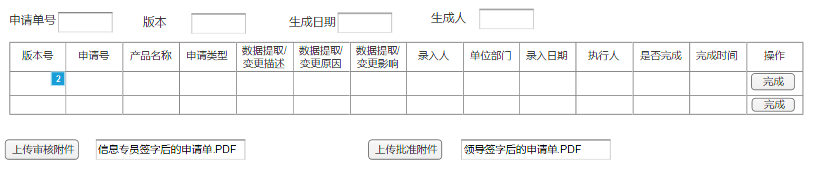 申请单号 版本 生成日期 生成人
版本号 申请号 产品名称 申请类型 数据提取/变更描述 数据提取/变更原因 数据提取/变更影响 录入人 单位部门 录入日期 执行人 是否完成 完成时间 操作
2 完成
完成
上传审核附件 信息专员签字后的申请单.PDF 上传批准附件 领导签字后的申请单.PDF